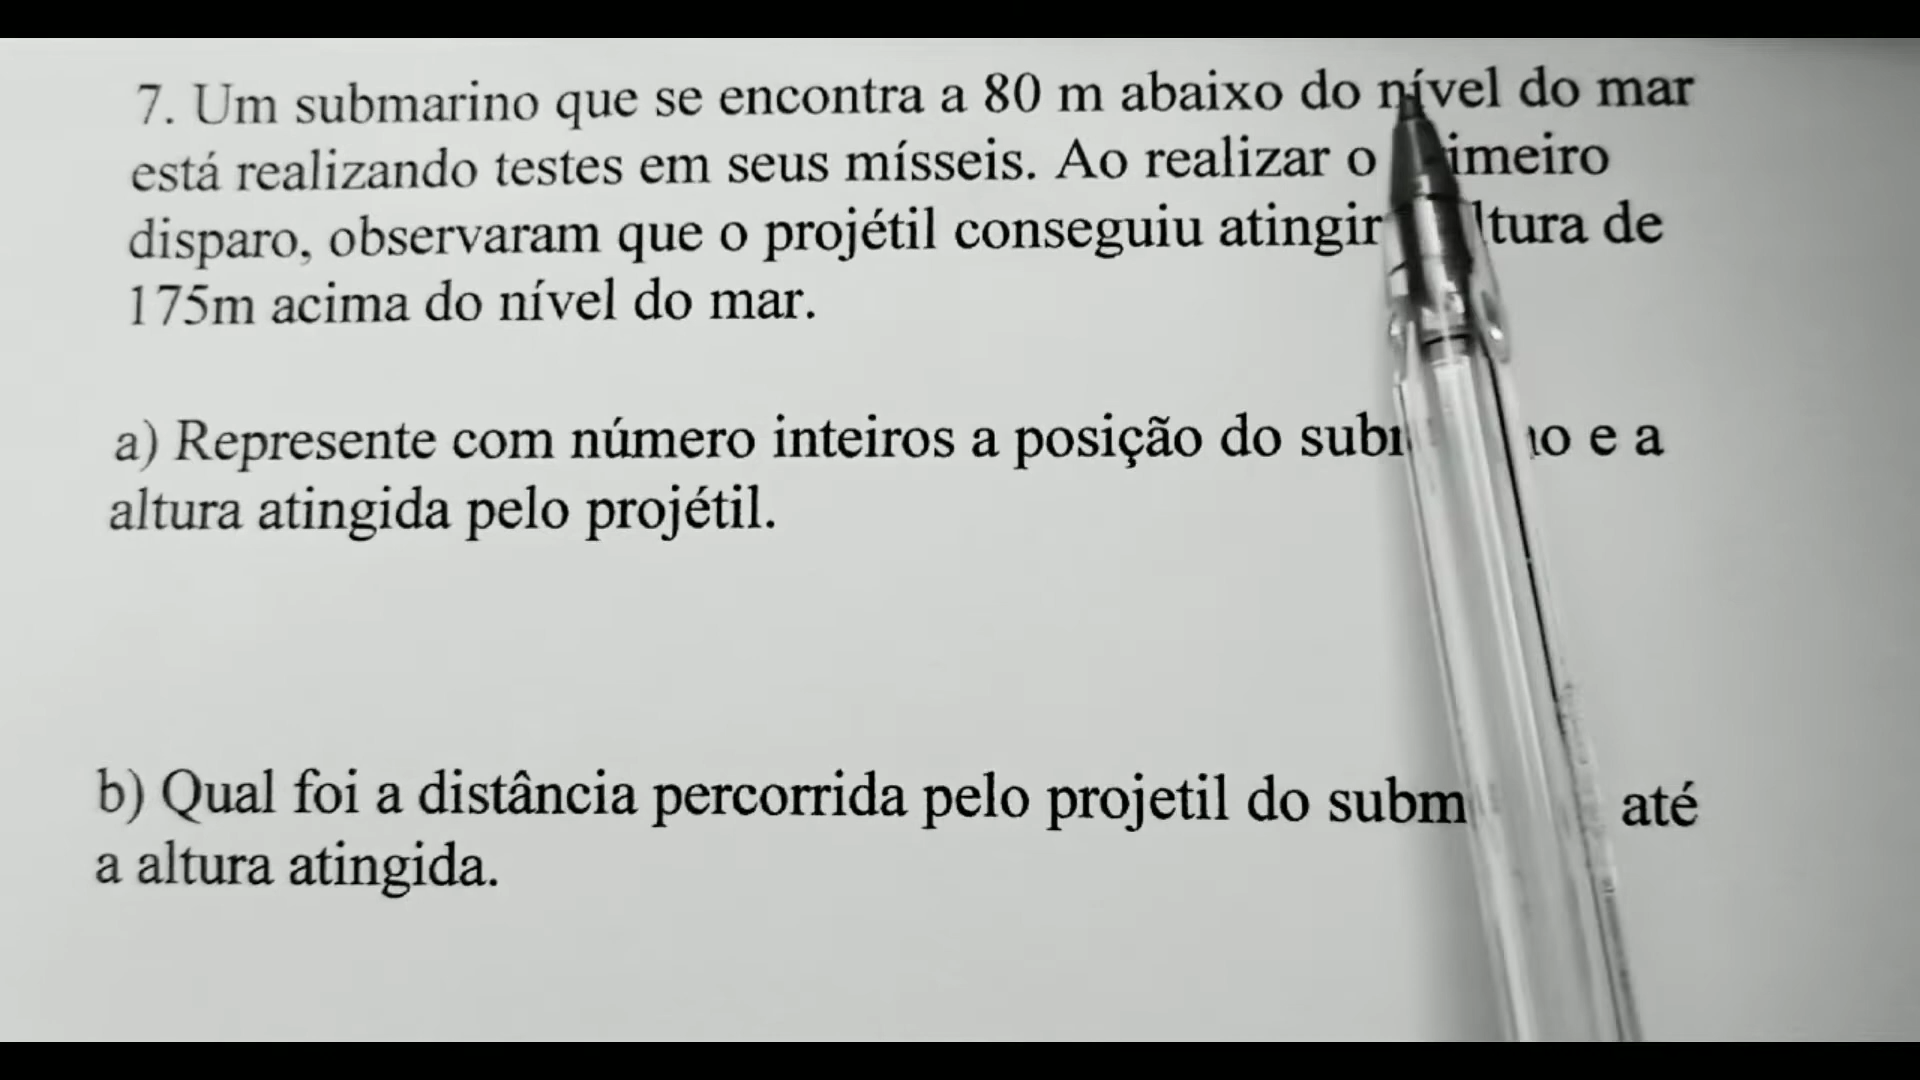 7. Um submarino que se encontra a 80 m abaixo do nível do mar
está realizando testes em seus mísseis. Ao realizar o
disparo, observaram que o projétil conseguiu atingir de
175m acima do nível do mar.
a) Represente com número inteiros a posição do e a
altura atingida pelo projétil.
b) Qual foi a distância percorrida pelo projetil do até
a altura atingida.